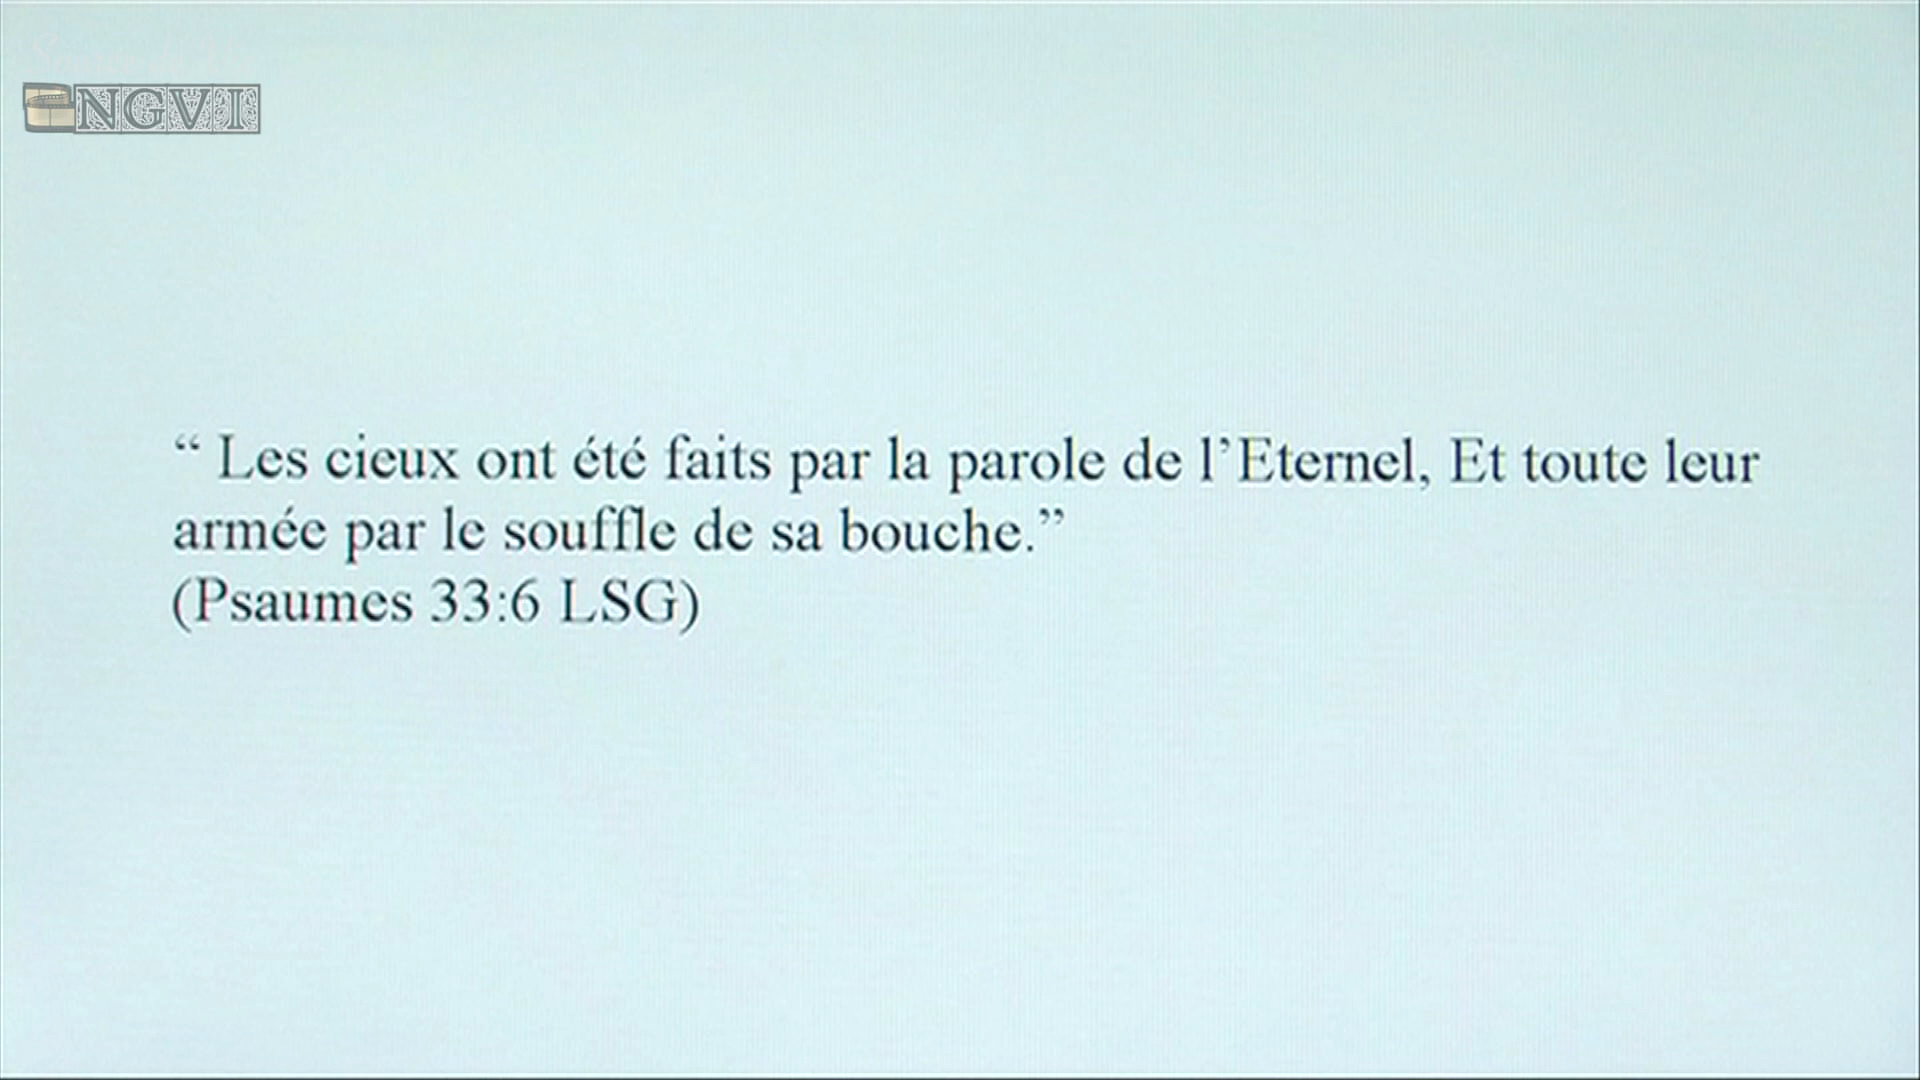 NGVI
“ Les cieux ont été faits par la parole de l’Eternel, Et toute leur
armée par le souffle de sa bouche.”
(Psaumes 33:6 LSG)